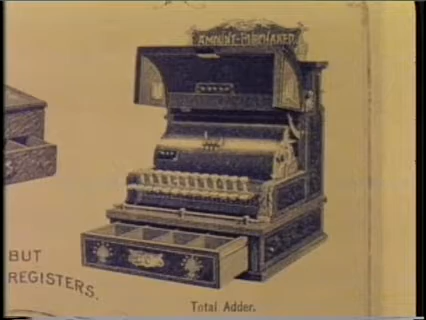 AMOUNT PURCHASED
BUT
REGISTERS.
Total Adder.